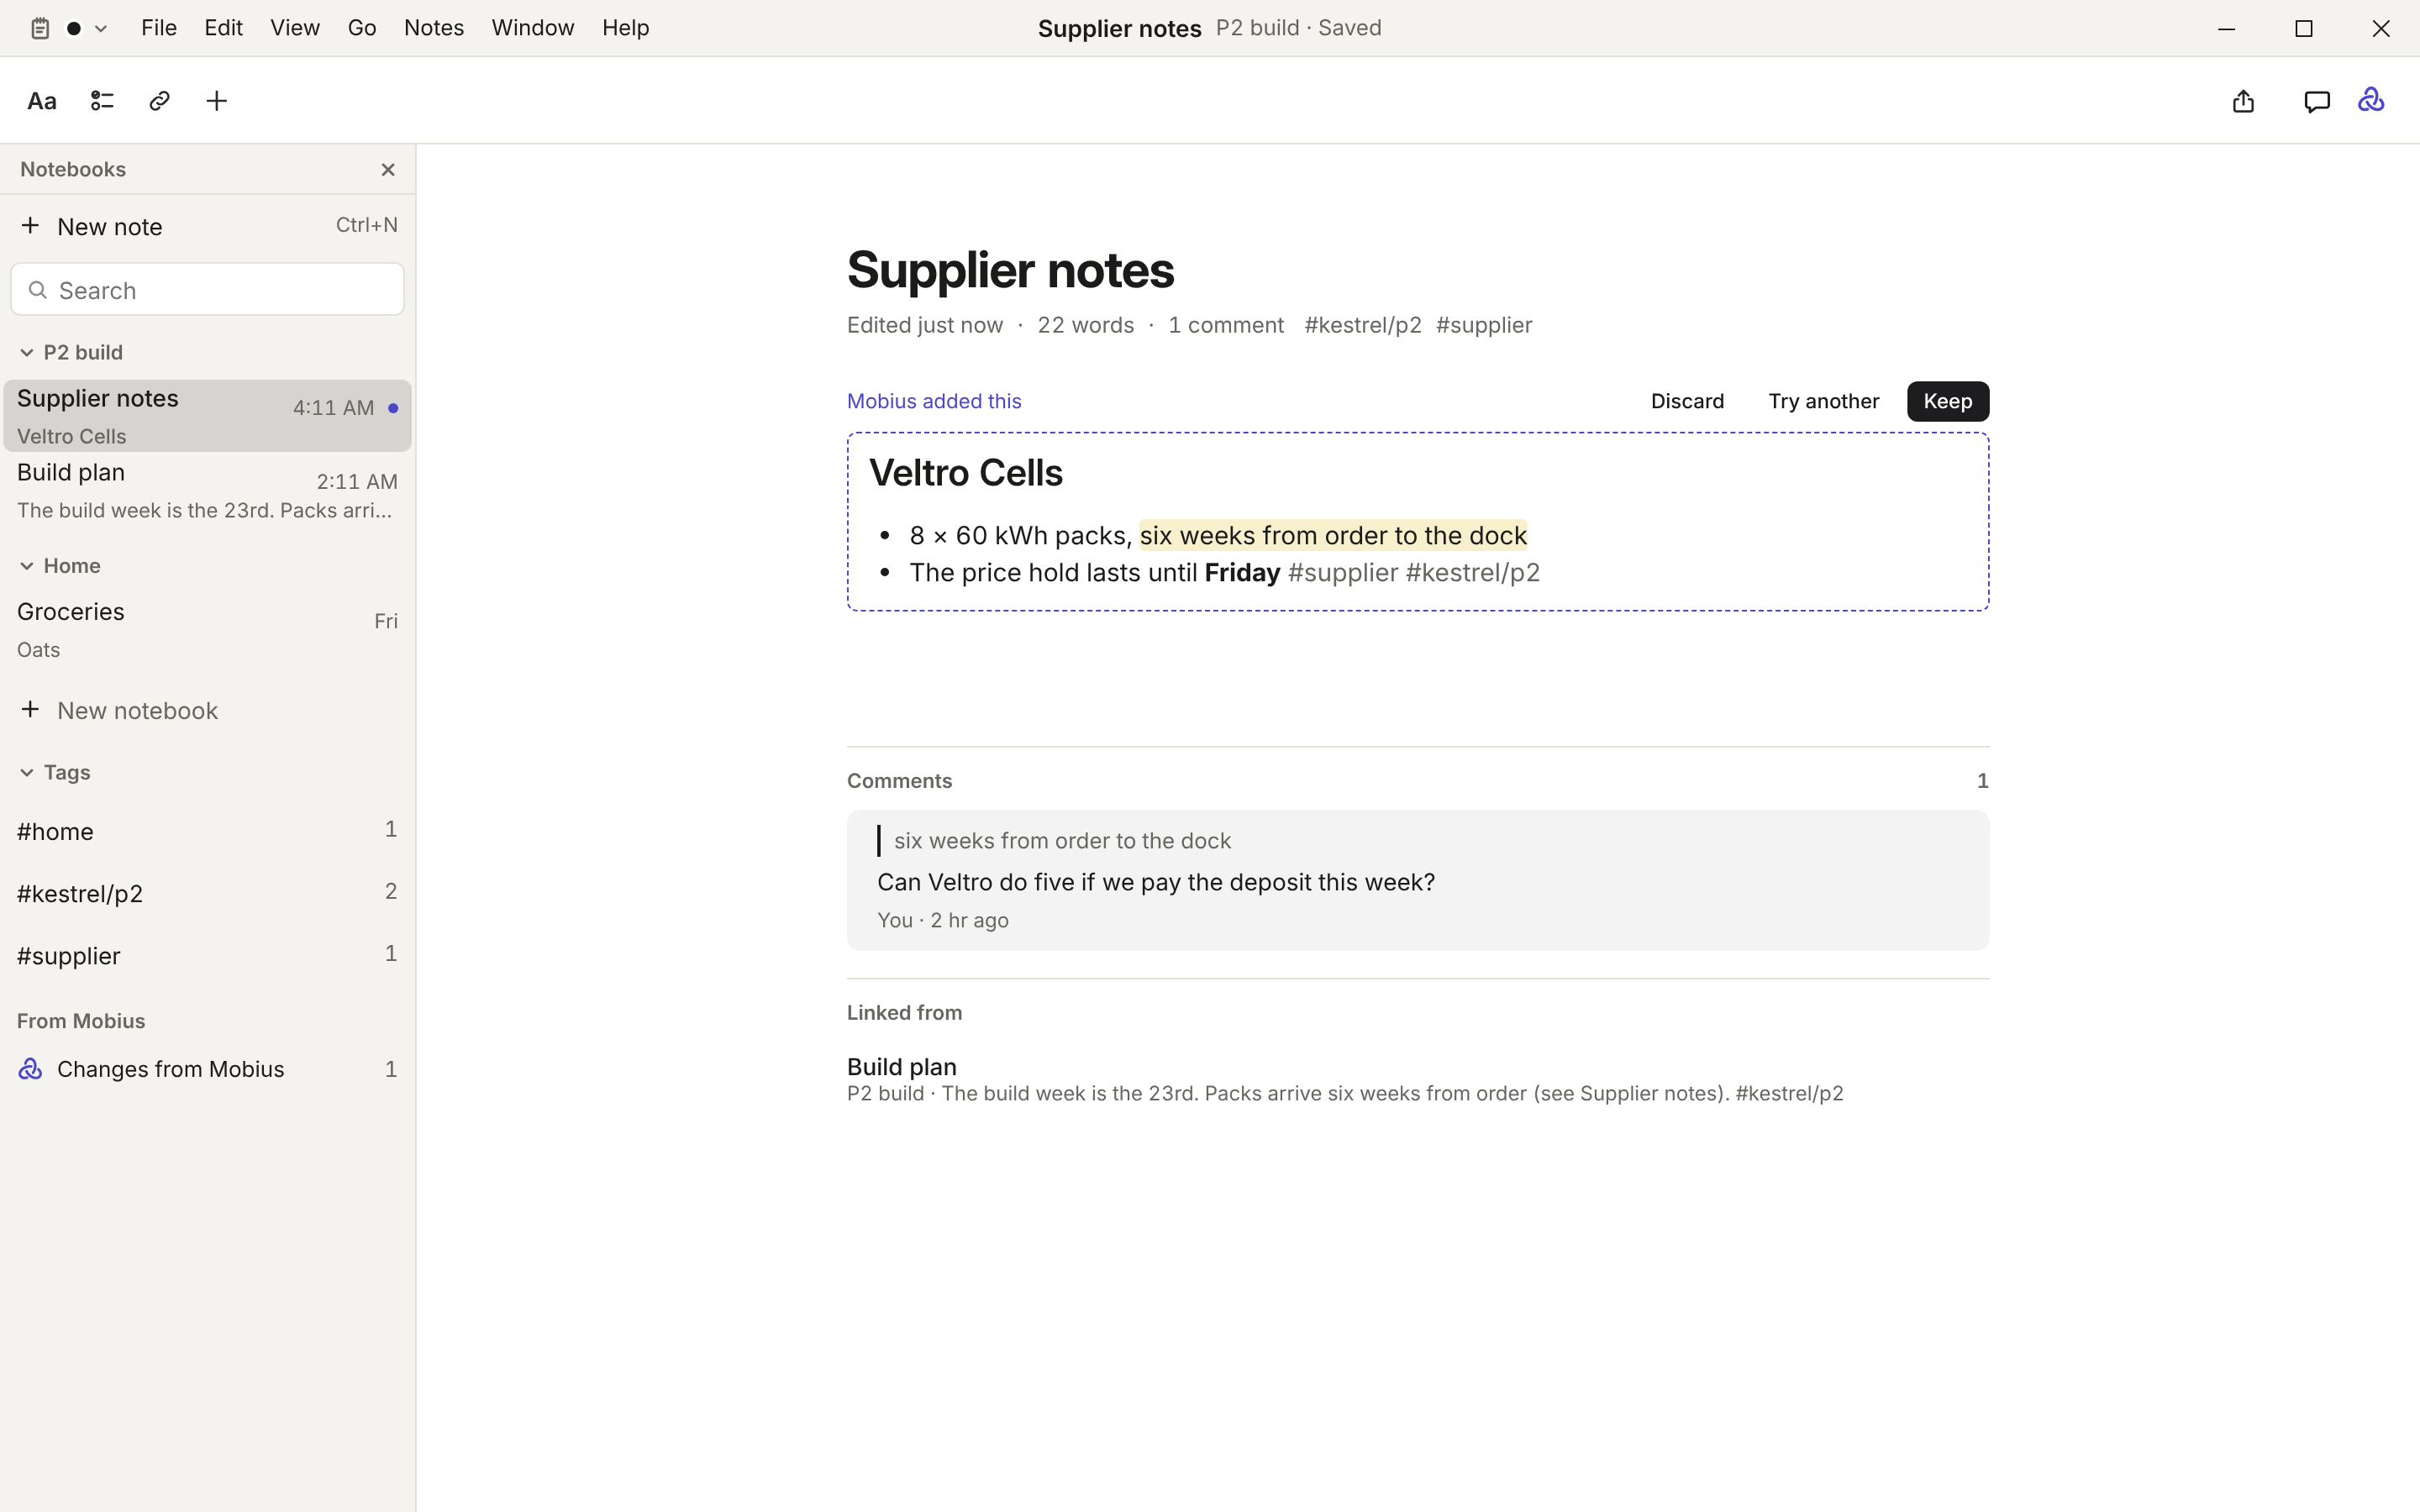 File Edit View Go Notes Window Help
Supplier notes P2 build · Saved
Aa
Notebooks
New note Ctrl+N
Search
P2 build
Supplier notes 4:11 AM
Veltro Cells
Build plan 2:11 AM
The build week is the 23rd. Packs arri...
Home
Groceries Fri
Oats
New notebook
Tags
#home 1
#kestrel/p2 2
#supplier 1
From Mobius
Changes from Mobius 1
Supplier notes
Edited just now · 22 words · 1 comment #kestrel/p2 #supplier
Mobius added this Discard Try another Keep
Veltro Cells
• 8 × 60 kWh packs, six weeks from order to the dock
• The price hold lasts until Friday #supplier #kestrel/p2
Comments 1
six weeks from order to the dock
Can Veltro do five if we pay the deposit this week?
You · 2 hr ago
Linked from
Build plan
P2 build · The build week is the 23rd. Packs arrive six weeks from order (see Supplier notes). #kestrel/p2